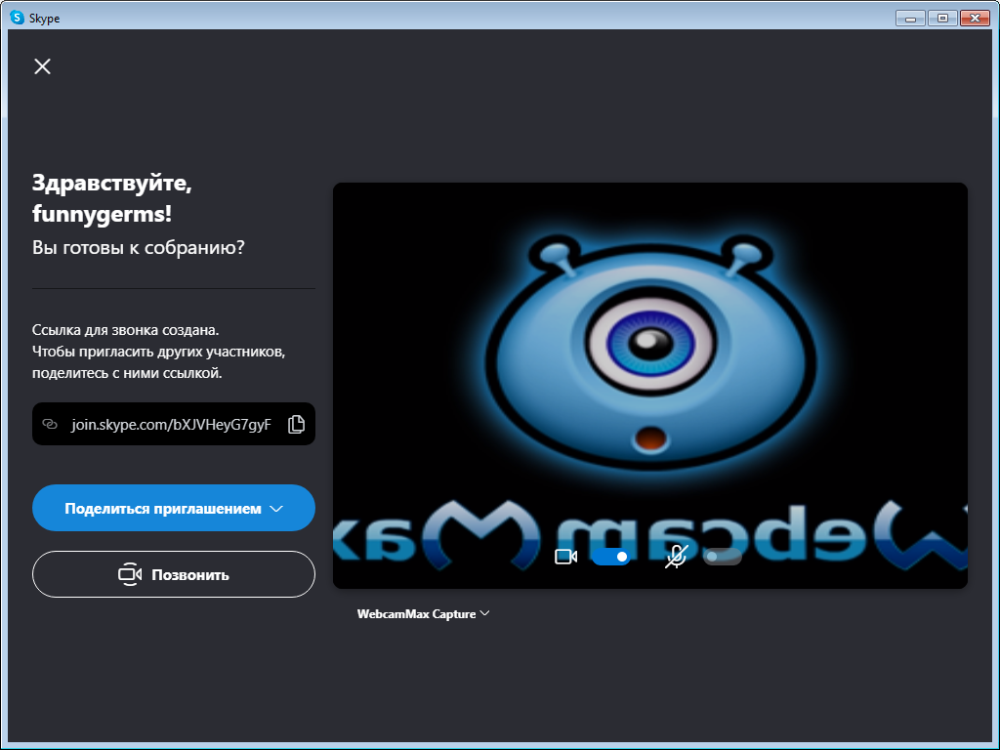 Skype
Здравствуйте,
funnygerms!
Вы готовы к собранию?
Ссылка для звонка создана.
Чтобы пригласить других участников,
поделитесь с ними ссылкой.
join.skype.com/bXJVHeyG7gyF
Поделиться приглашением
Позвонить
WebcamMax
WebcamMax Capture